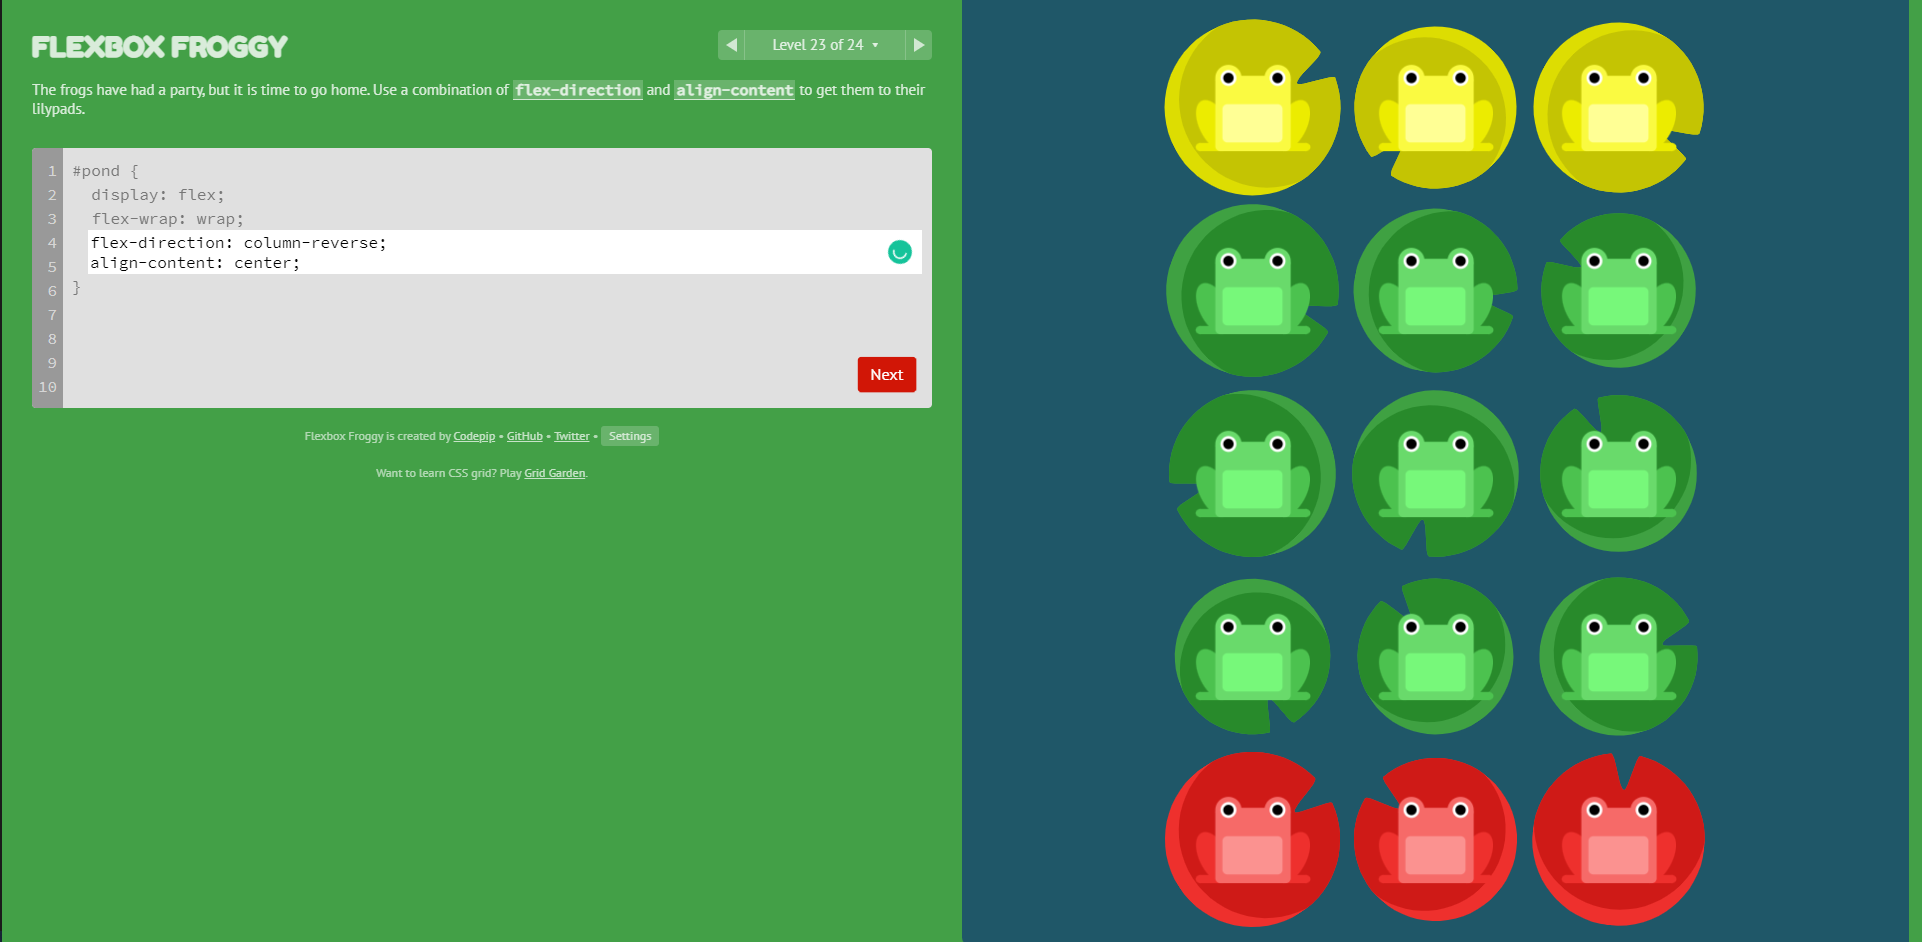 FLEXBOX FROGGY
Level 23 of 24
The frogs have had a party, but it is time to go home. Use a combination of flex-direction and align-content to get them to their
lilypads.
1 #pond {
2 display: flex;
3 flex-wrap: wrap;
4 flex-direction: column-reverse;
5 align-content: center;
6 }
7
8
9
10
Next
Flexbox Froggy is created by Codepip • GitHub • Twitter • Settings
Want to learn CSS grid? Play Grid Garden.